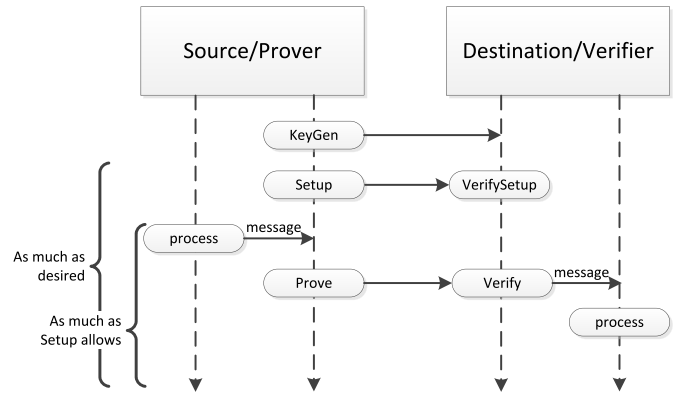 Source/Prover
Destination/Verifier
KeyGen
Setup
VerifySetup
process
message
As much as
desired
Prove
Verify
message
As much as
Setup allows
process